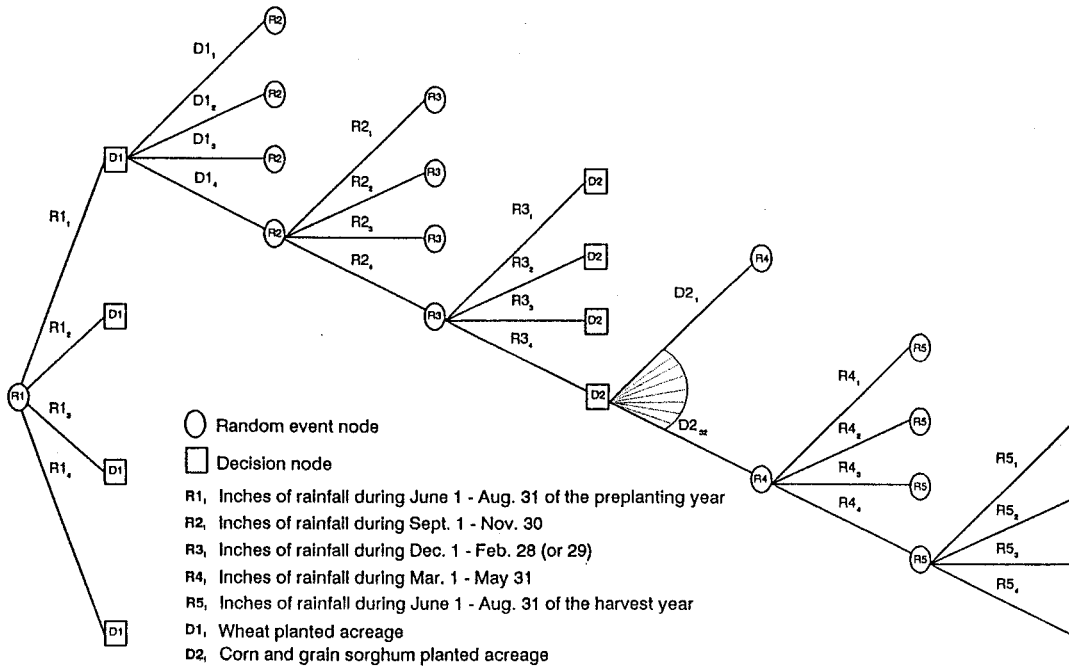 R2
D1₁
R2
D1₂
R2
D1₃
D1
D1₄
R2
R3
R2₁
R3
R2₂
R3
R2₃
R2₄
R3
D2
R3₁
D2
R3₂
D2
R3₃
R3₄
D2
R4
D2₁
D2₃₂
R4
R5
R4₁
R5
R4₂
R5
R4₃
R4₄
R5
R5₁
R5₂
R5₃
R5₄
R1₁
D1
R1₂
R1
R1₃
D1
R1₄
D1
Random event node
Decision node
R1ᵢ Inches of rainfall during June 1 - Aug. 31 of the preplanting year
R2ᵢ Inches of rainfall during Sept. 1 - Nov. 30
R3ᵢ Inches of rainfall during Dec. 1 - Feb. 28 (or 29)
R4ᵢ Inches of rainfall during Mar. 1 - May 31
R5ᵢ Inches of rainfall during June 1 - Aug. 31 of the harvest year
D1ᵢ Wheat planted acreage
D2ᵢ Corn and grain sorghum planted acreage